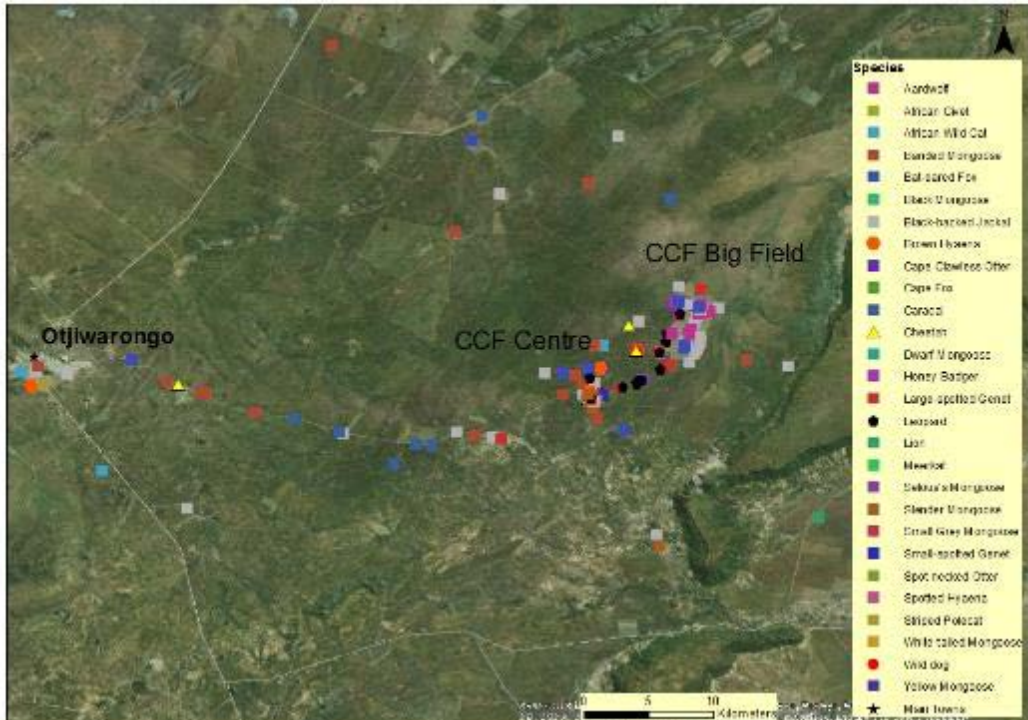 N
Species
Aardwolf
African Civet
African Wild Cat
Banded Mongoose
Bat-eared Fox
Black Mongoose
Black-backed Jackal
Brown Hyaena
Cape Clawless Otter
Cape Fox
Caracal
Cheetah
Dwarf Mongoose
Honey Badger
Large-spotted Genet
Leopard
Lion
Meerkat
Selous's Mongoose
Slender Mongoose
Small Grey Mongoose
Small-spotted Genet
Spot necked Otter
Spotted Hyaena
Striped Polecat
White tailed Mongoose
Wild dog
Yellow Mongoose
Main Towns
CCF Big Field
Otjiwarongo
CCF Centre
0 5 10
Kilometers